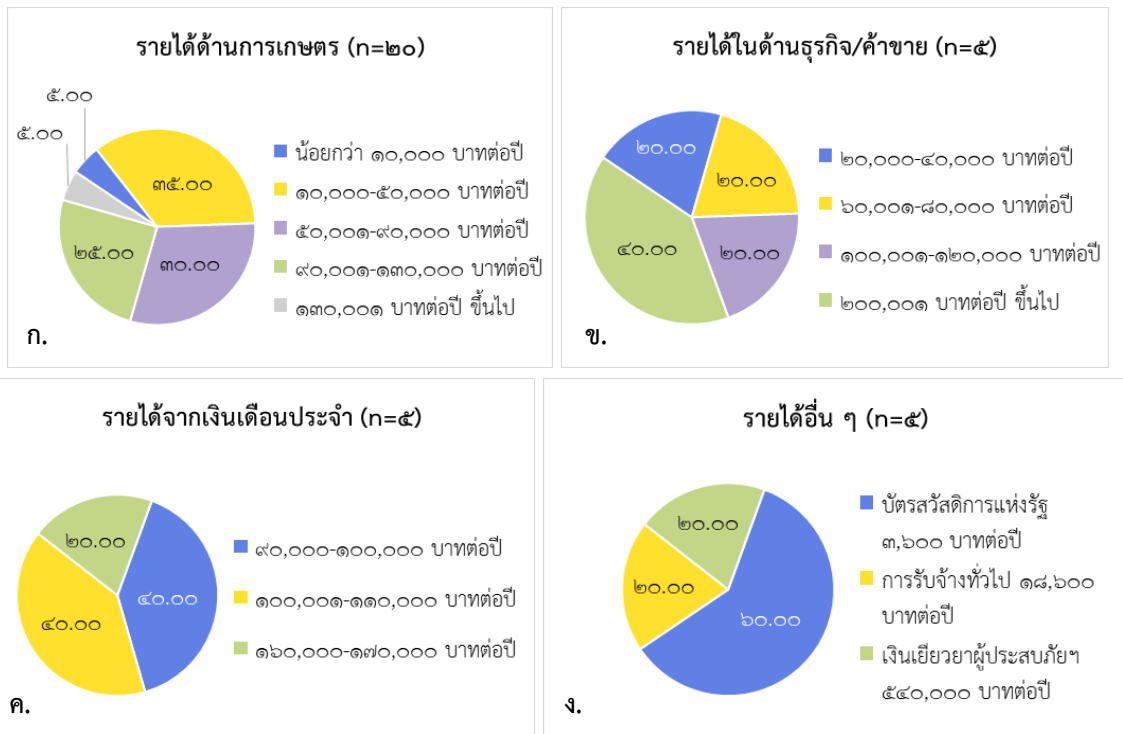 รายได้ด้านการเกษตร (n=๒๐)
๕.๐๐
๕.๐๐
๓๕.๐๐
๒๕.๐๐
๓๐.๐๐
น้อยกว่า ๑๐,๐๐๐ บาทต่อปี
๑๐,๐๐๐-๕๐,๐๐๐ บาทต่อปี
๕๐,๐๐๑-๙๐,๐๐๐ บาทต่อปี
๙๐,๐๐๑-๑๓๐,๐๐๐ บาทต่อปี
๑๓๐,๐๐๑ บาทต่อปี ขึ้นไป
ก.
รายได้ในด้านธุรกิจ/ค้าขาย (n=๕)
๒๐.๐๐
๒๐.๐๐
๔๐.๐๐
๒๐.๐๐
๒๐,๐๐๐-๔๐,๐๐๐ บาทต่อปี
๖๐,๐๐๑-๘๐,๐๐๐ บาทต่อปี
๑๐๐,๐๐๑-๑๒๐,๐๐๐ บาทต่อปี
๒๐๐,๐๐๑ บาทต่อปี ขึ้นไป
ข.
รายได้จากเงินเดือนประจำ (n=๕)
๒๐.๐๐
๔๐.๐๐
๔๐.๐๐
๙๐,๐๐๐-๑๐๐,๐๐๐ บาทต่อปี
๑๐๐,๐๐๑-๑๑๐,๐๐๐ บาทต่อปี
๑๖๐,๐๐๐-๑๗๐,๐๐๐ บาทต่อปี
ค.
รายได้อื่น ๆ (n=๕)
๒๐.๐๐
๒๐.๐๐
๖๐.๐๐
บัตรสวัสดิการแห่งรัฐ
๓,๖๐๐ บาทต่อปี
การรับจ้างทั่วไป ๑๘,๖๐๐
บาทต่อปี
เงินเยียวยาผู้ประสบภัยฯ
๕๔๐,๐๐๐ บาทต่อปี
ง.